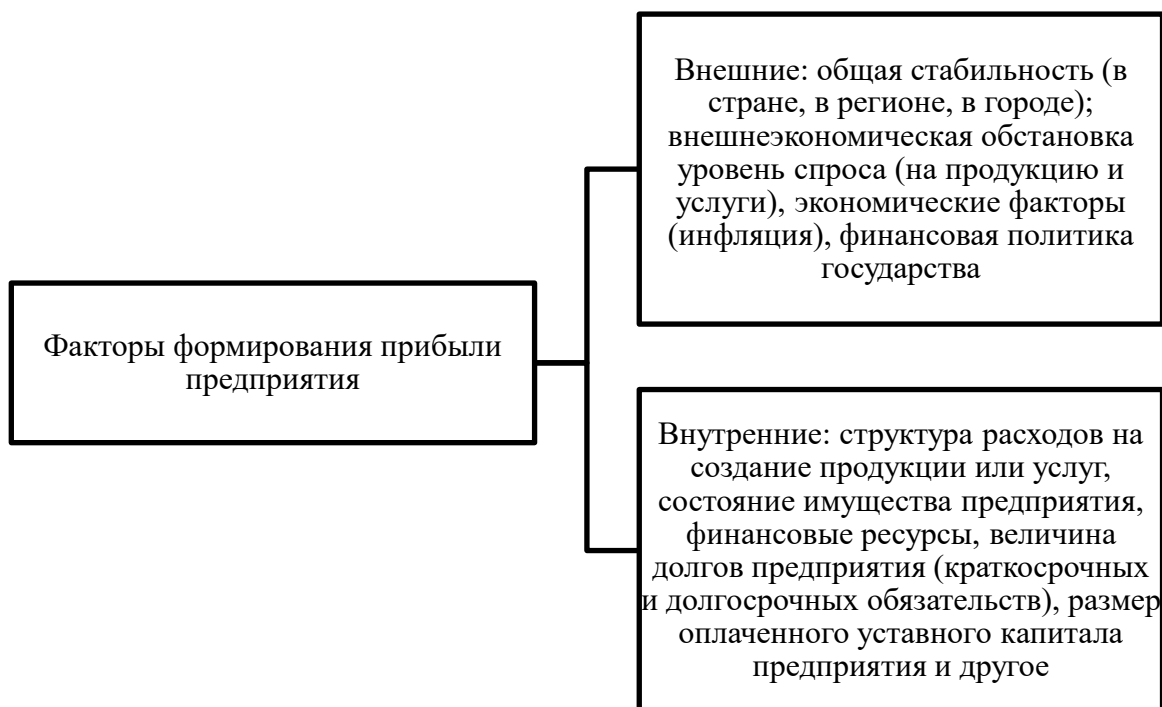 Внешние: общая стабильность (в
стране, в регионе, в городе);
внешнеэкономическая обстановка
уровень спроса (на продукцию и
услуги), экономические факторы
(инфляция), финансовая политика
государства
Факторы формирования прибыли
предприятия
Внутренние: структура расходов на
создание продукции или услуг,
состояние имущества предприятия,
финансовые ресурсы, величина
долгов предприятия (краткосрочных
и долгосрочных обязательств), размер
оплаченного уставного капитала
предприятия и другое